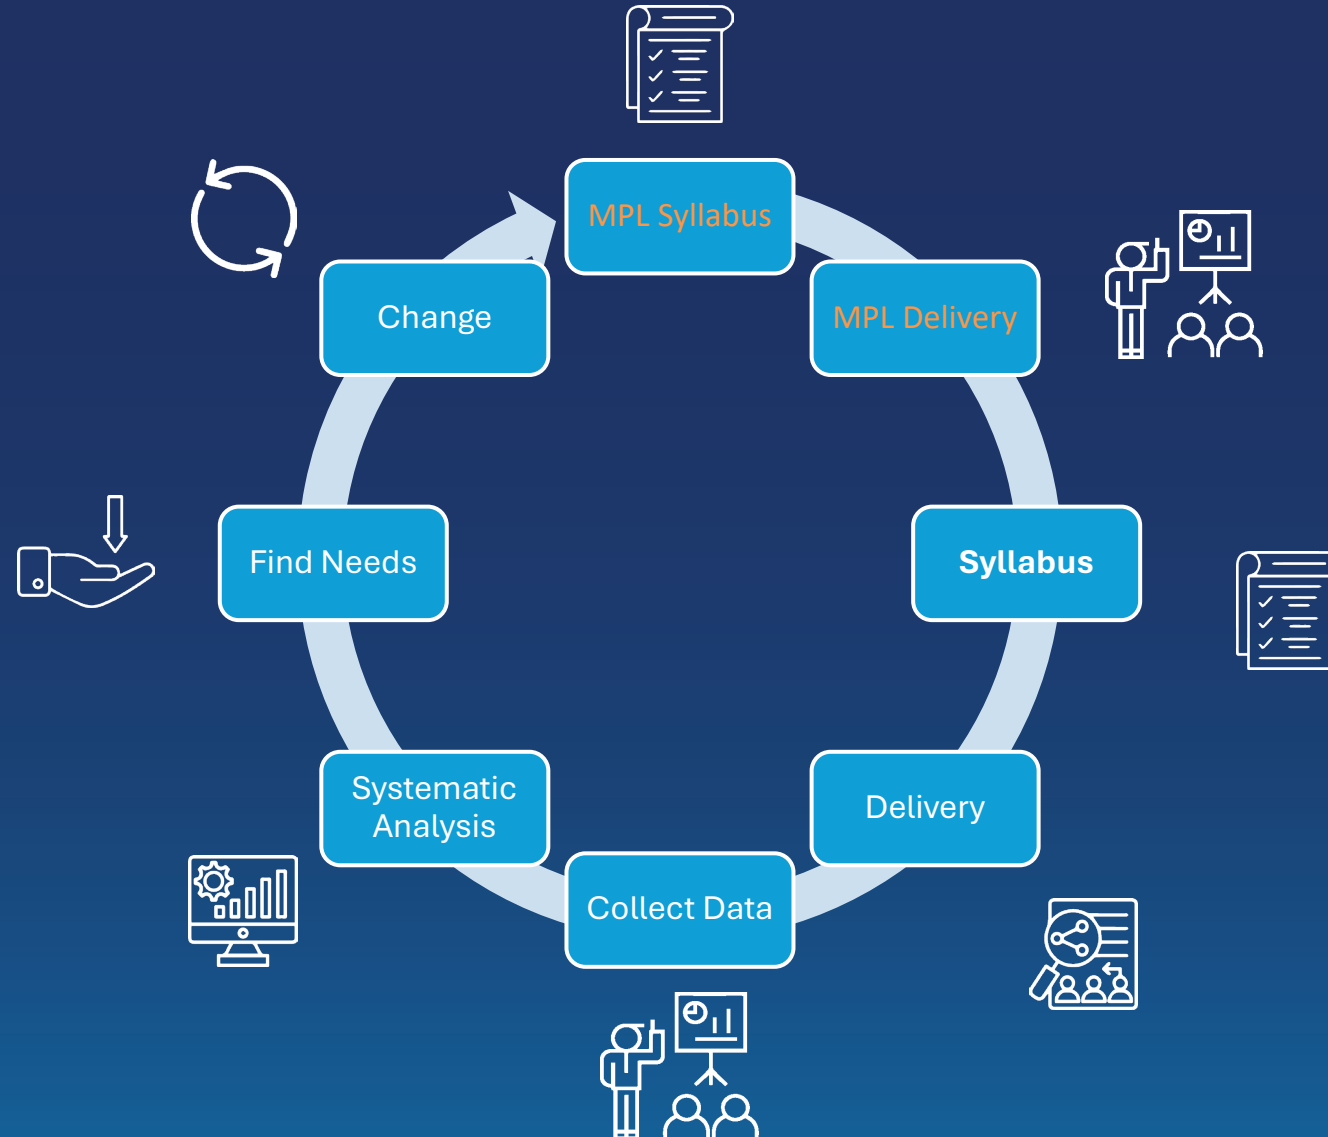 MPL Syllabus
MPL Delivery
Syllabus
Delivery
Collect Data
Systematic
Analysis
Find Needs
Change